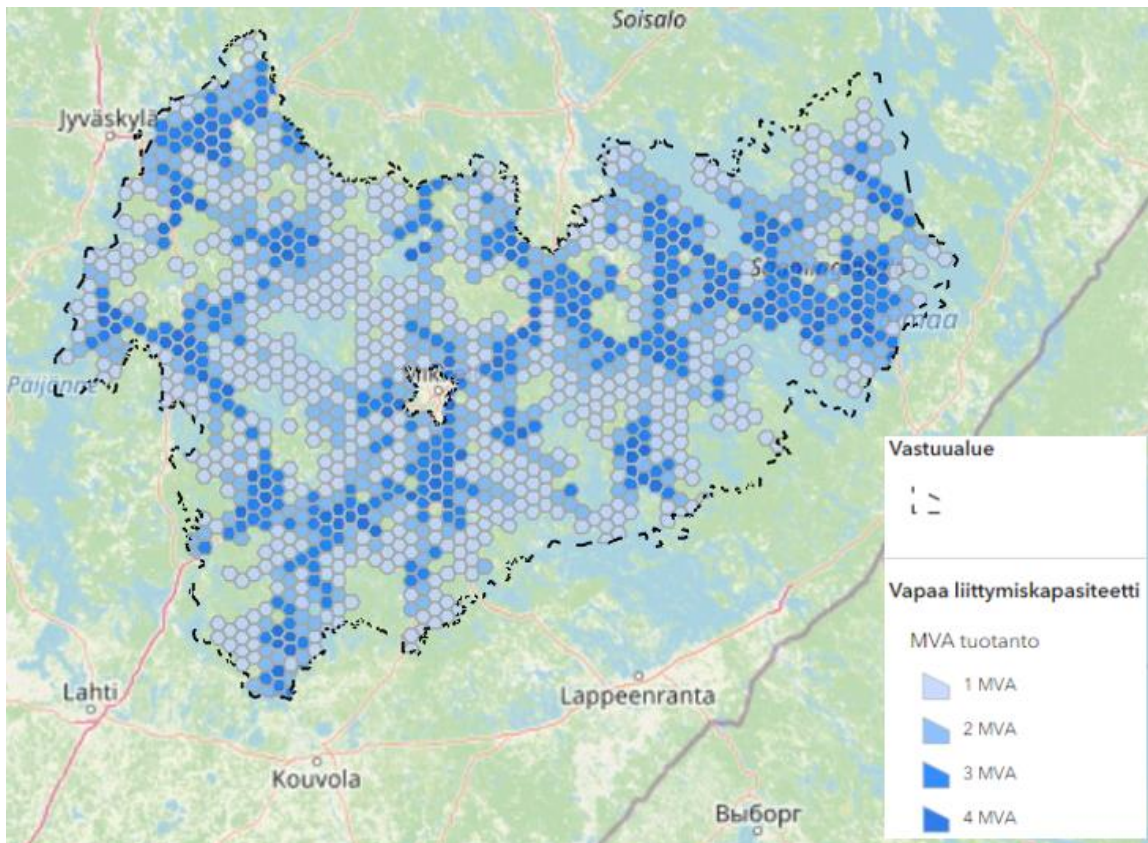 Soisalo
Jyväskylä
Päijänne
Vastuualue
Vapaa liittymiskapasiteetti
MVA tuotanto
1 MVA
2 MVA
3 MVA
4 MVA
Lahti
Lappeenranta
Kouvola
Выборг